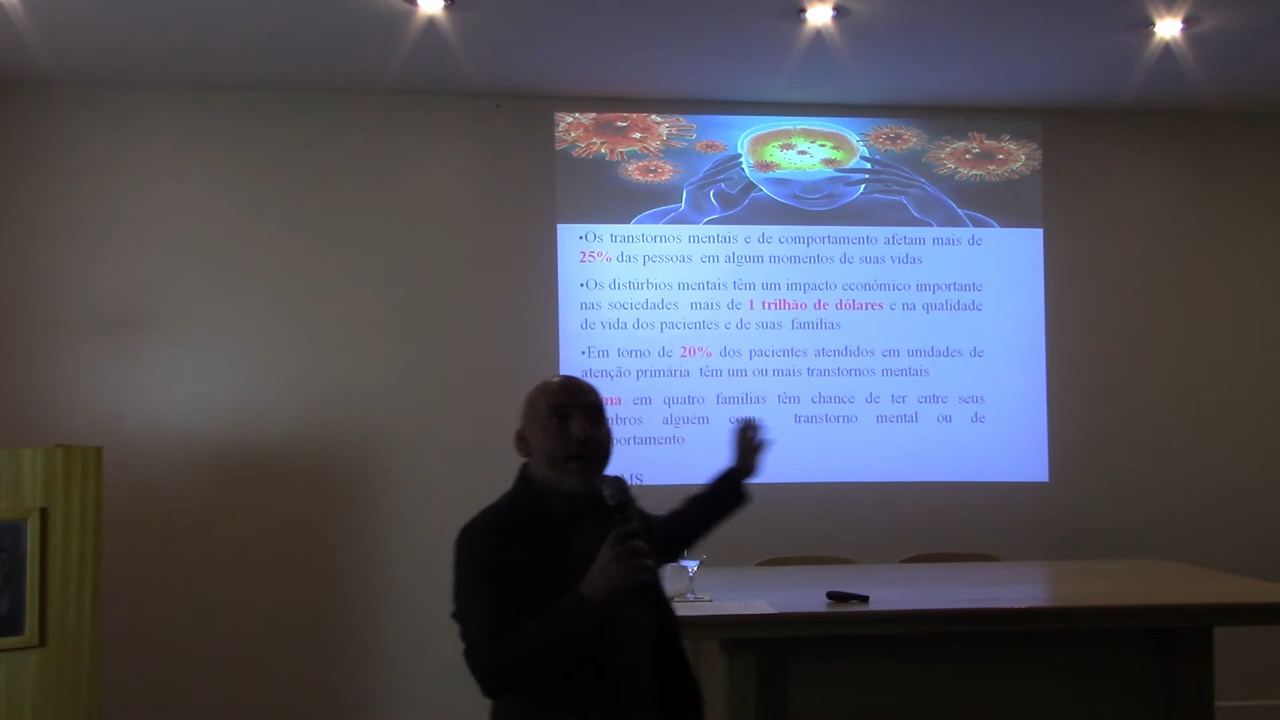 •Os transtornos mentais e de comportamento afetam mais de
25% das pessoas em algum momentos de suas vidas
•Os distúrbios mentais têm um impacto econômico importante
nas sociedades mais de 1 trilhão de dólares e na qualidade
de vida dos pacientes e de suas famílias
•Em torno de 20% dos pacientes atendidos em unidades de
atenção primária têm um ou mais transtornos mentais
em quatro famílias têm chance de ter entre seus
alguém com transtorno mental ou de